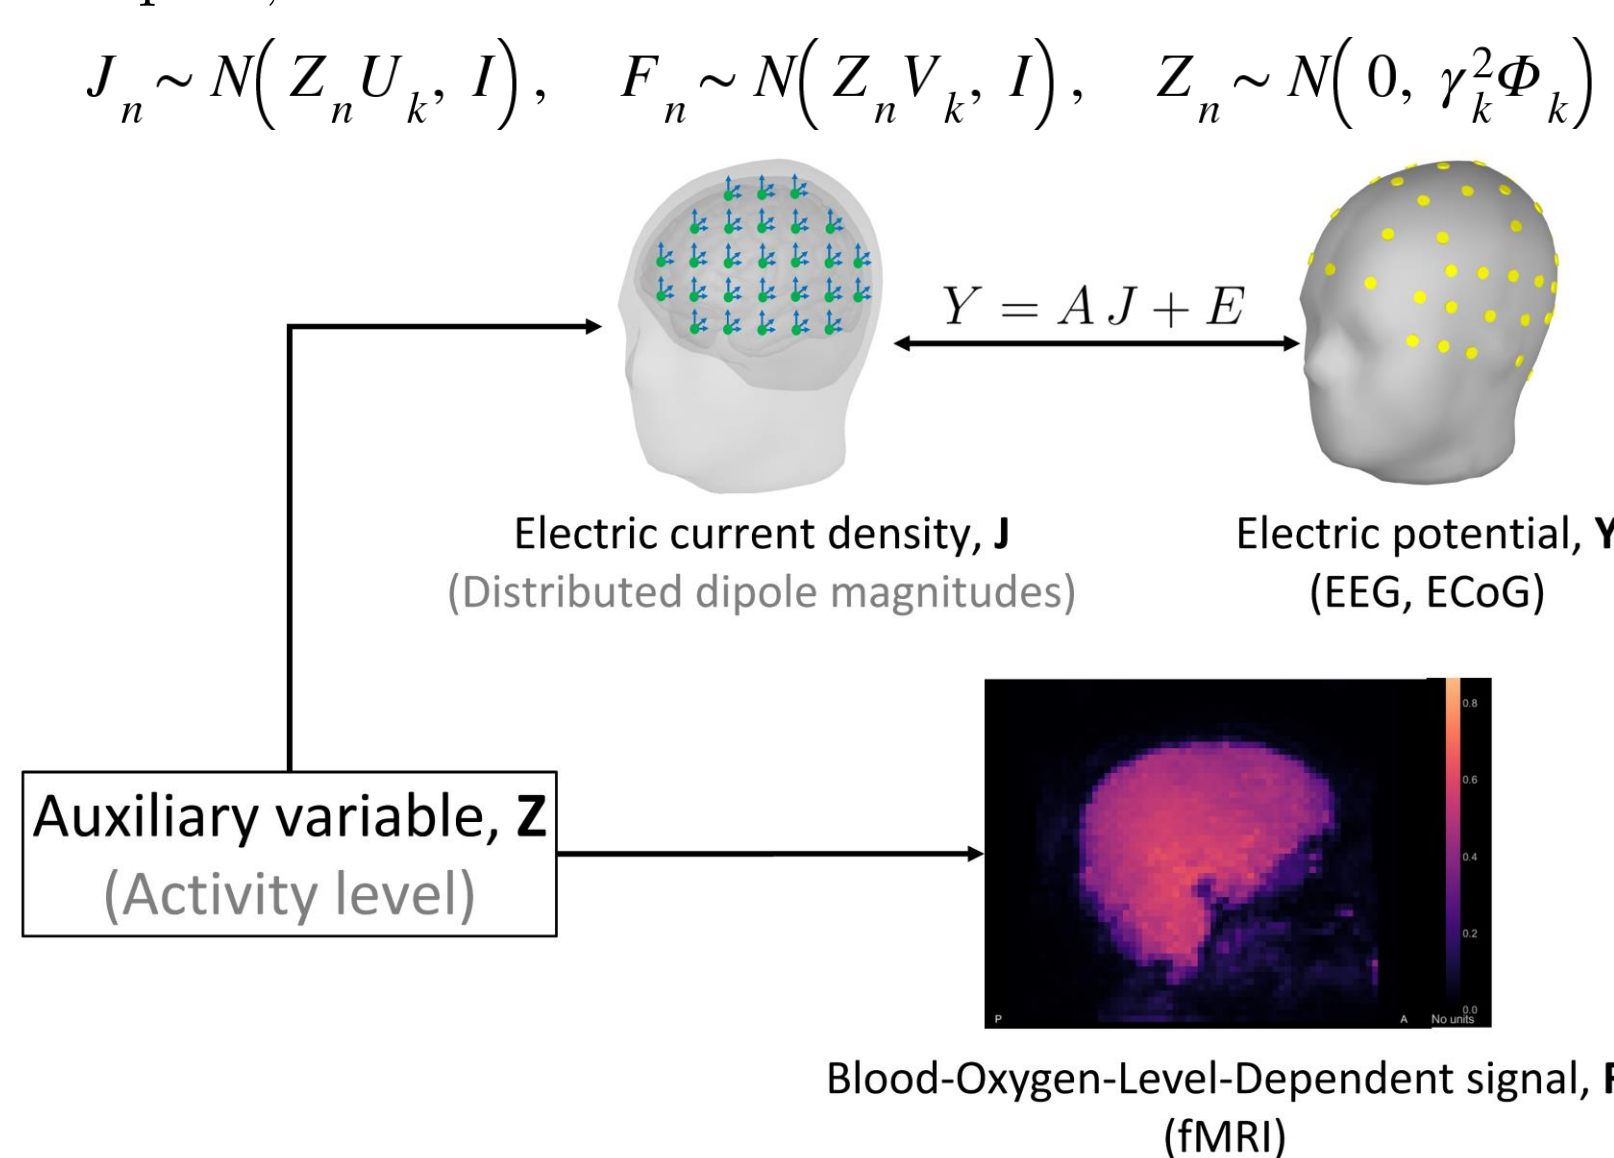 J_n ~ N( Z_n U_k, I ), F_n ~ N( Z_n V_k, I ), Z_n ~ N( 0, γ_k^2 Φ_k )
Y = A J + E
Electric current density, J
(Distributed dipole magnitudes)
Electric potential, Y
(EEG, ECoG)
Auxiliary variable, Z
(Activity level)
0.8
0.6
0.4
0.2
0.0
P
A
No units
Blood-Oxygen-Level-Dependent signal, F
(fMRI)